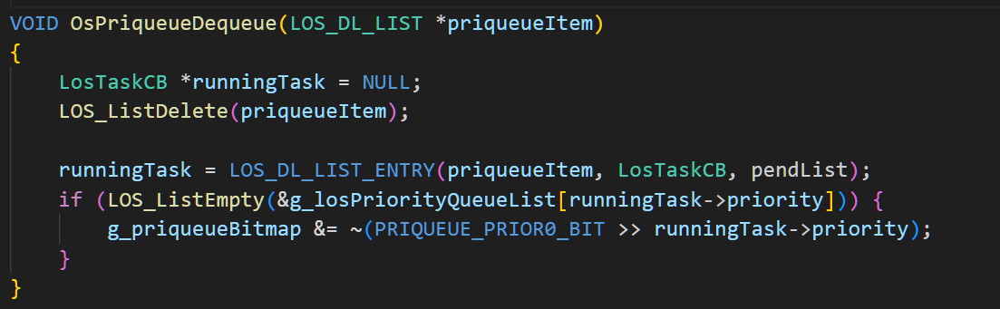 VOID OsPriqueueDequeue(LOS_DL_LIST *priqueueItem)
{
    LosTaskCB *runningTask = NULL;
    LOS_ListDelete(priqueueItem);

    runningTask = LOS_DL_LIST_ENTRY(priqueueItem, LosTaskCB, pendList);
    if (LOS_ListEmpty(&g_losPriorityQueueList[runningTask->priority])) {
        g_priqueueBitmap &= ~(PRIQUEUE_PRIOR0_BIT >> runningTask->priority);
    }
}